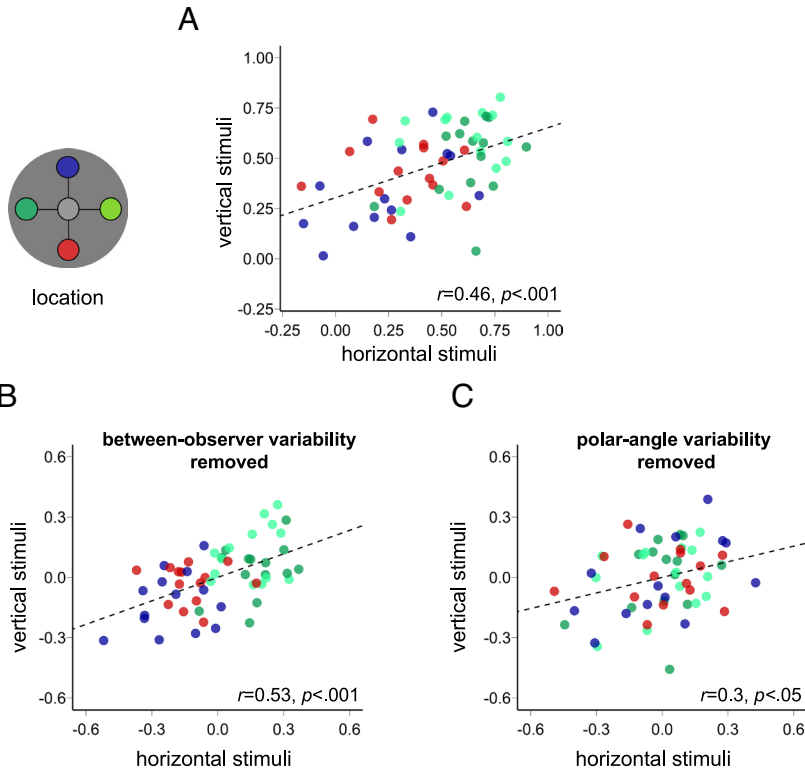 A
1.00
0.75
0.50
0.25
0.00
-0.25
vertical stimuli
r=0.46, p<.001
-0.25 0.00 0.25 0.50 0.75 1.00
horizontal stimuli
location
B
between-observer variability
removed
0.6
0.3
0.0
-0.3
-0.6
vertical stimuli
r=0.53, p<.001
-0.6 -0.3 0.0 0.3 0.6
horizontal stimuli
C
polar-angle variability
removed
0.6
0.3
0.0
-0.3
-0.6
vertical stimuli
r=0.3, p<.05
-0.6 -0.3 0.0 0.3 0.6
horizontal stimuli